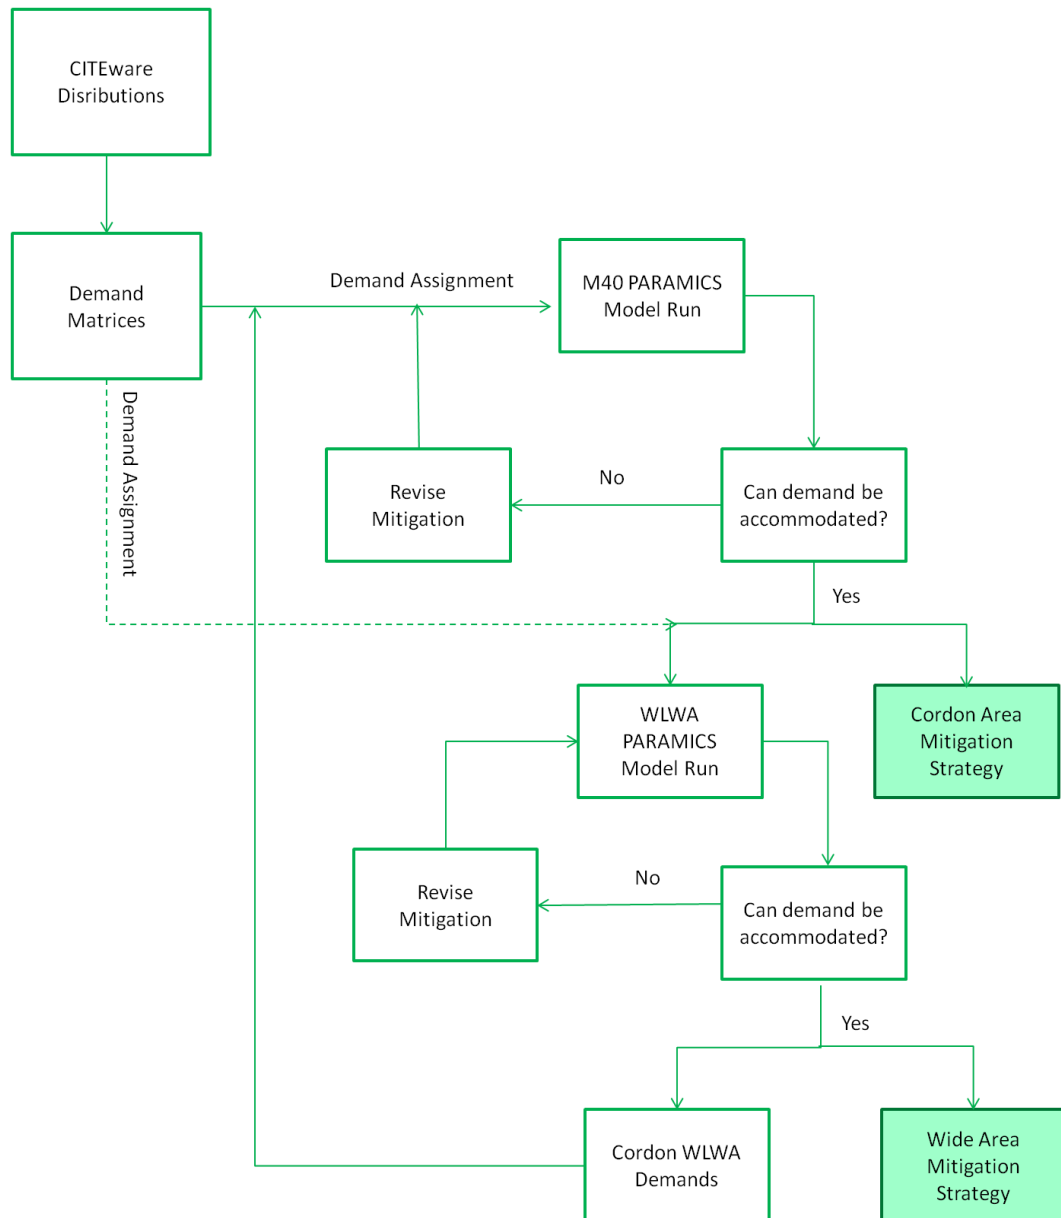 CITEware
Disributions
Demand
Matrices
Demand Assignment
M40 PARAMICS
Model Run
Demand Assignment
Revise
Mitigation
No
Can demand be
accommodated?
Yes
WLWA
PARAMICS
Model Run
Cordon Area
Mitigation
Strategy
Revise
Mitigation
No
Can demand be
accommodated?
Yes
Cordon WLWA
Demands
Wide Area
Mitigation
Strategy